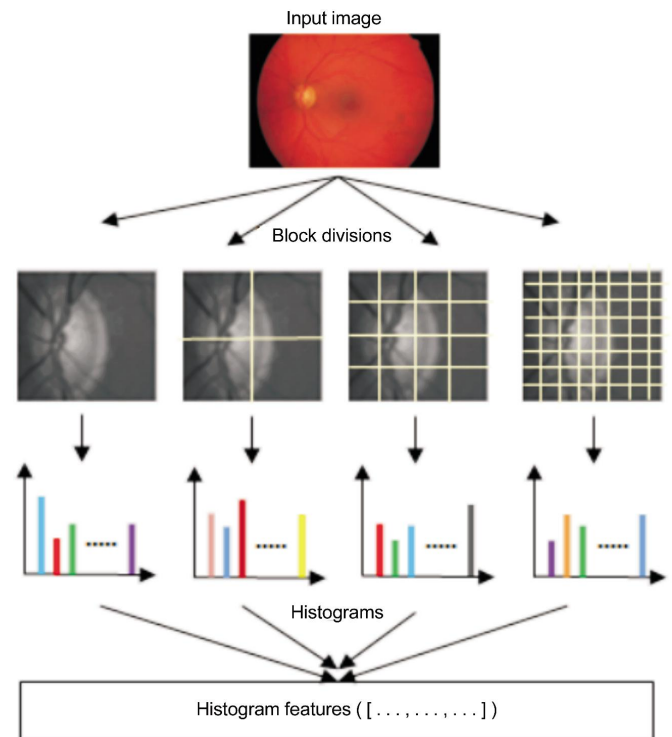 Input image
Block divisions
Histograms
Histogram features ( [ . . . , . . . , . . . ] )